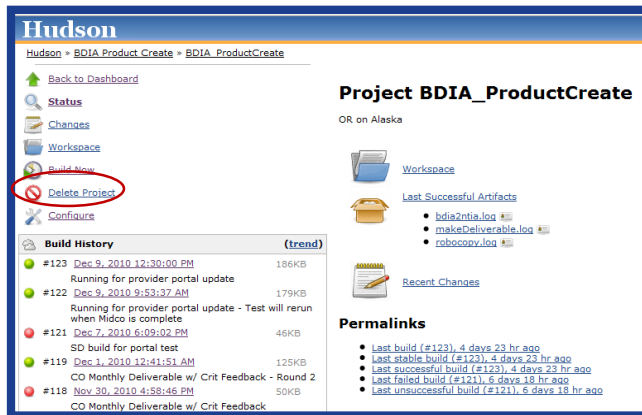 Hudson
Hudson » BDIA Product Create » BDIA_ProductCreate
Back to Dashboard
Status
Changes
Workspace
Build Now
Delete Project
Configure
Build History (trend)
#123 Dec 9, 2010 12:30:00 PM 186KB
Running for provider portal update
#122 Dec 9, 2010 9:53:37 AM 179KB
Running for provider portal update - Test will rerun
when Midco is complete
#121 Dec 7, 2010 6:09:02 PM 46KB
SD build for portal test
#119 Dec 1, 2010 12:41:51 AM 125KB
CO Monthly Deliverable w/ Crit Feedback - Round 2
#118 Nov 30, 2010 4:58:46 PM 50KB
CO Monthly Deliverable w/ Crit Feedback
Project BDIA_ProductCreate
OR on Alaska
Workspace
Last Successful Artifacts
bdia2ntia.log
makeDeliverable.log
robocopy.log
Recent Changes
Permalinks
Last build (#123), 4 days 23 hr ago
Last stable build (#123), 4 days 23 hr ago
Last successful build (#123), 4 days 23 hr ago
Last failed build (#121), 6 days 18 hr ago
Last unsuccessful build (#121), 6 days 18 hr ago